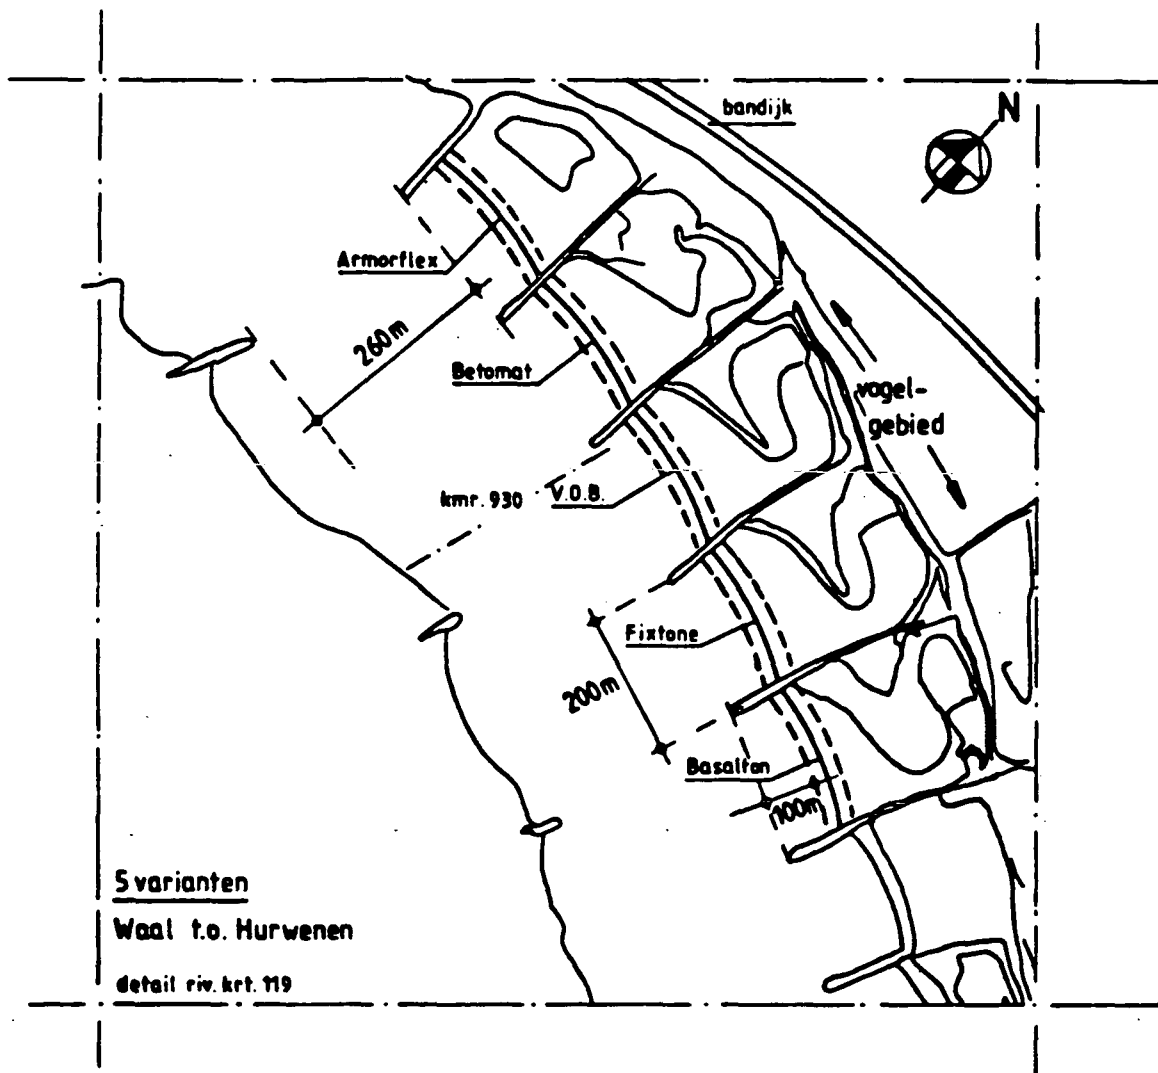 bandijk
N
Armorflex
260m
Betomat
vogel-
gebied
kmr. 930
V.O.B.
Fixtone
200m
Basalton
100m
5 varianten
Waal t.o. Hurwenen
detail riv. krt. 119